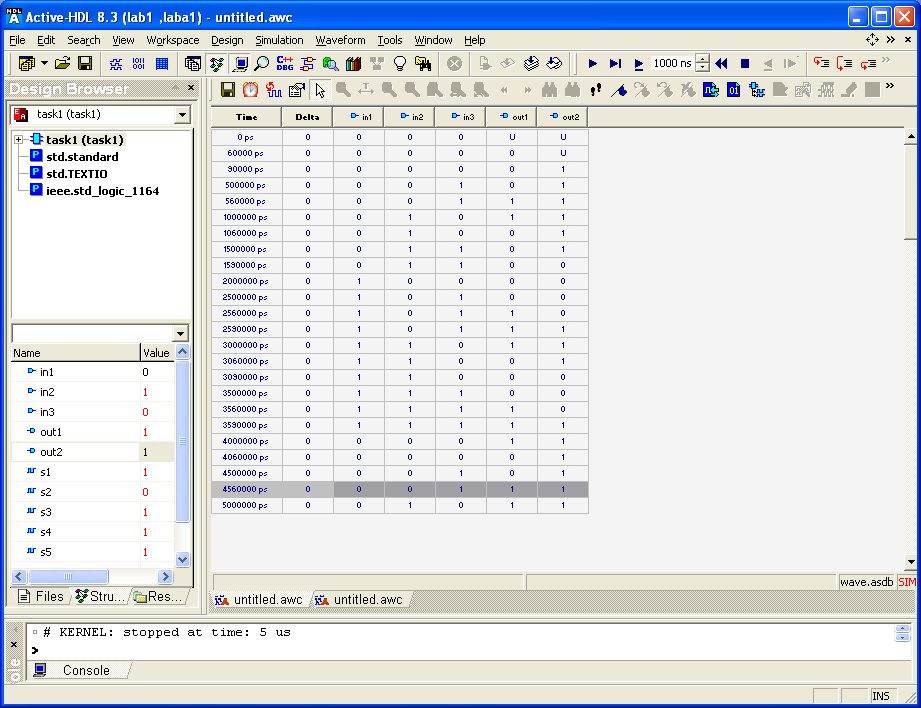 Active-HDL 8.3 (lab1 ,laba1) - untitled.awc
File Edit Search View Workspace Design Simulation Waveform Tools Window Help
1000 ns
Design Browser
task1 (task1)
task1 (task1)
std.standard
std.TEXTIO
ieee.std_logic_1164
Name Value
in1 0
in2 1
in3 0
out1 1
out2 1
s1 1
s2 0
s3 1
s4 1
s5 1
Files Stru... Res...
Time Delta in1 in2 in3 out1 out2
0 ps 0 0 0 0 U U
60000 ps 0 0 0 0 0 U
90000 ps 0 0 0 0 0 1
500000 ps 0 0 0 1 0 1
560000 ps 0 0 0 1 1 1
1000000 ps 0 0 1 0 1 1
1060000 ps 0 0 1 0 0 1
1500000 ps 0 0 1 1 0 1
1590000 ps 0 0 1 1 0 0
2000000 ps 0 1 0 0 0 0
2500000 ps 0 1 0 1 0 0
2560000 ps 0 1 0 1 1 0
2590000 ps 0 1 0 1 1 1
3000000 ps 0 1 1 0 1 1
3060000 ps 0 1 1 0 0 1
3090000 ps 0 1 1 0 0 0
3500000 ps 0 1 1 1 0 0
3560000 ps 0 1 1 1 1 0
3590000 ps 0 1 1 1 1 1
4000000 ps 0 0 0 0 1 1
4060000 ps 0 0 0 0 0 1
4500000 ps 0 0 0 1 0 1
4560000 ps 0 0 0 1 1 1
5000000 ps 0 0 1 0 1 1
wave.asdb SIM
untitled.awc untitled.awc
# KERNEL: stopped at time: 5 us
>
Console
INS